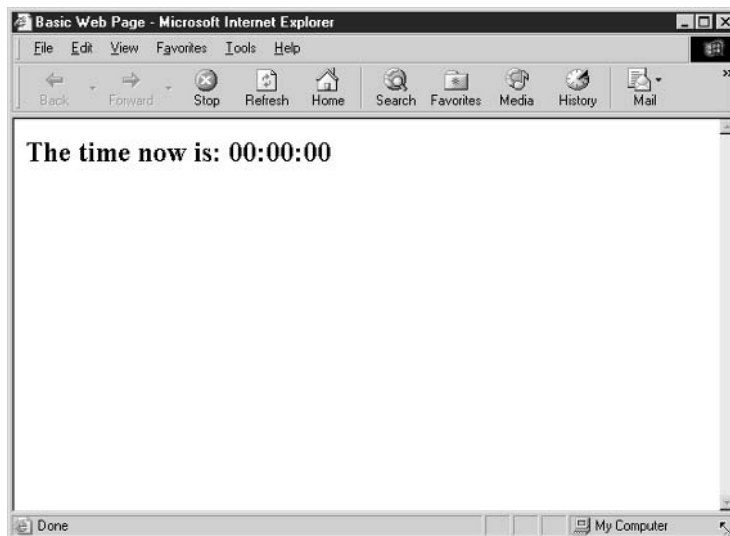 Basic Web Page - Microsoft Internet Explorer
File Edit View Favorites Tools Help
Back Forward Stop Refresh Home Search Favorites Media History Mail »
The time now is: 00:00:00
Done My Computer